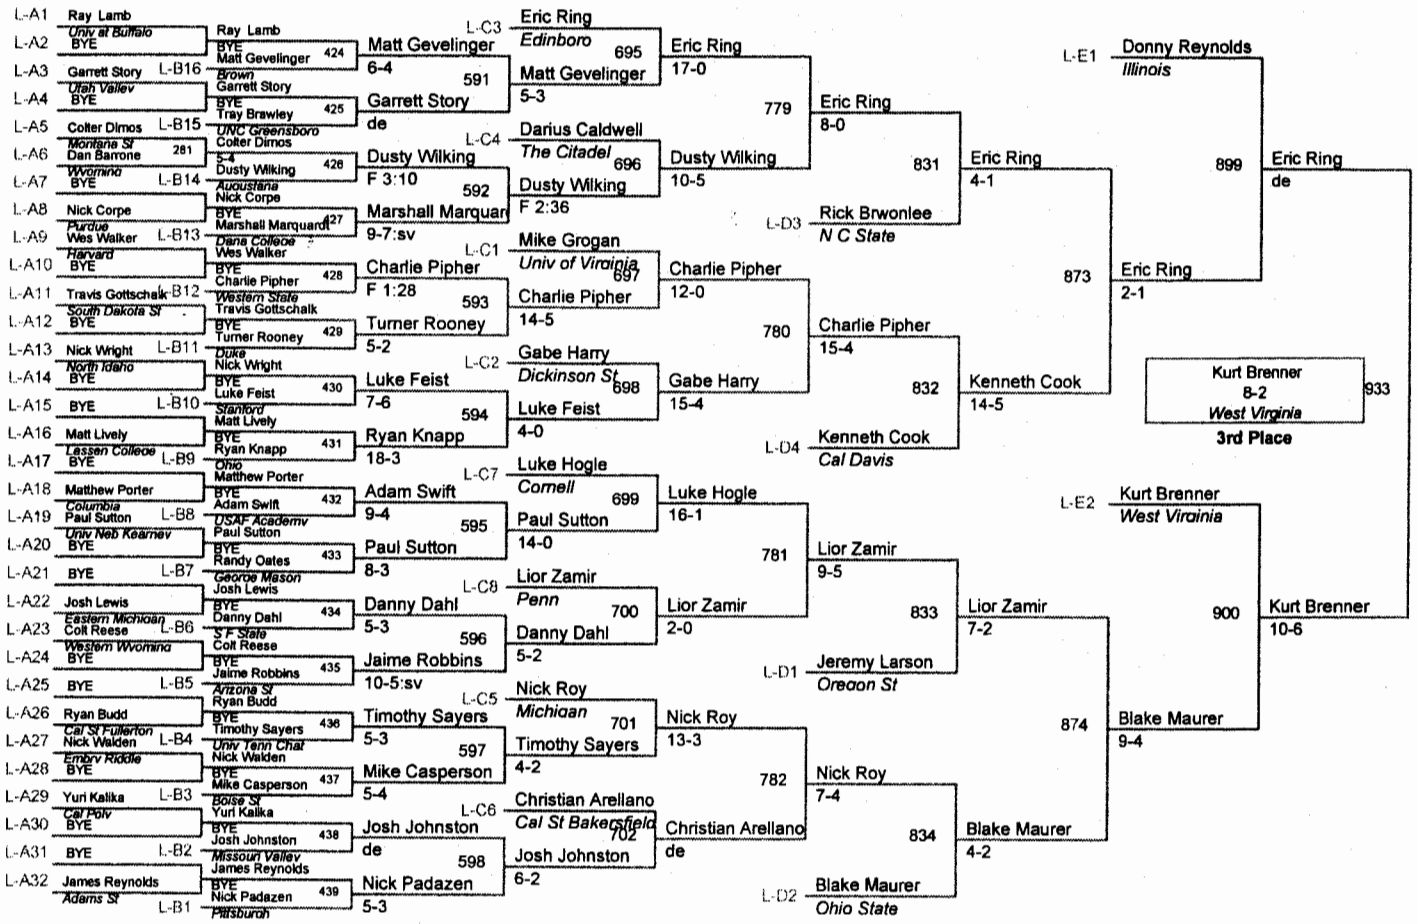 L-A1 Ray Lamb
Univ at Buffalo
L-A2 BYE
L-A3 Garrett Story
Utah Valley
L-A4 BYE
L-A5 Colter Dimos
Montana St
281
L-A6 Dan Barrone
Wyoming
L-A7 BYE
L-A8 Nick Corpe
Purdue
L-A9 Wes Walker
Harvard
L-A10 BYE
L-A11 Travis Gottschalk
South Dakota St
L-A12 BYE
L-A13 Nick Wright
North Idaho
L-A14 BYE
L-A15 BYE
L-A16 Matt Lively
Lassen College
L-A17 BYE
L-A18 Matthew Porter
Columbia
L-A19 Paul Sutton
Univ Neb Kearney
L-A20 BYE
L-A21 BYE
L-A22 Josh Lewis
Eastern Michigan
L-A23 Colt Reese
Western Wyoming
L-A24 BYE
L-A25 BYE
L-A26 Ryan Budd
Cal St Fullerton
L-A27 Nick Walden
Embry Riddle
L-A28 BYE
L-A29 Yuri Kalika
Cal Poly
L-A30 BYE
L-A31 BYE
L-A32 James Reynolds
Adams St
Ray Lamb
BYE
424
L-B16 Matt Gevelinger
Brown
Garrett Story
BYE
425
L-B15 Tray Brawley
UNC Greensboro
Colter Dimos
5-4
426
L-B14 Dusty Wilking
Augustana
Nick Corpe
BYE
427
L-B13 Marshall Marquardt
Dana College
Wes Walker
BYE
428
L-B12 Charlie Pipher
Western State
Travis Gottschalk
BYE
429
L-B11 Turner Rooney
Duke
Nick Wright
BYE
430
L-B10 Luke Feist
Stanford
Matt Lively
BYE
431
L-B9 Ryan Knapp
Ohio
Matthew Porter
BYE
432
L-B8 Adam Swift
USAF Academy
Paul Sutton
BYE
433
L-B7 Randy Oates
George Mason
Josh Lewis
BYE
434
L-B6 Danny Dahl
S F State
Colt Reese
BYE
435
L-B5 Jaime Robbins
Arizona St
Ryan Budd
BYE
436
L-B4 Timothy Sayers
Univ Tenn Chat
Nick Walden
BYE
437
L-B3 Mike Casperson
Boise St
Yuri Kalika
BYE
438
L-B2 Josh Johnston
Missouri Valley
James Reynolds
BYE
439
L-B1 Nick Padazen
Pittsburgh
Matt Gevelinger
6-4
591
Garrett Story
de
Dusty Wilking
F 3:10
592
Marshall Marquar
9-7:sv
Charlie Pipher
F 1:28
593
Turner Rooney
5-2
Luke Feist
7-6
594
Ryan Knapp
18-3
Adam Swift
9-4
595
Paul Sutton
8-3
Danny Dahl
5-3
596
Jaime Robbins
10-5:sv
Timothy Sayers
5-3
597
Mike Casperson
5-4
Josh Johnston
de
598
Nick Padazen
5-3
L-C3 Eric Ring
Edinboro
695
Matt Gevelinger
5-3
L-C4 Darius Caldwell
The Citadel
696
Dusty Wilking
F 2:36
L-C1 Mike Grogan
Univ of Virginia
697
Charlie Pipher
14-5
L-C2 Gabe Harry
Dickinson St
698
Luke Feist
4-0
L-C7 Luke Hogle
Cornell
699
Paul Sutton
14-0
L-C8 Lior Zamir
Penn
700
Danny Dahl
5-2
L-C5 Nick Roy
Michigan
701
Timothy Sayers
4-2
L-C6 Christian Arellano
Cal St Bakersfield
702
Josh Johnston
6-2
Eric Ring
17-0
779
Dusty Wilking
10-5
Charlie Pipher
12-0
780
Gabe Harry
15-4
Luke Hogle
16-1
781
Lior Zamir
2-0
Nick Roy
13-3
782
Christian Arellano
de
Eric Ring
8-0
831
L-D3 Rick Brwonlee
N C State
Charlie Pipher
15-4
832
L-D4 Kenneth Cook
Cal Davis
Lior Zamir
9-5
833
L-D1 Jeremy Larson
Oregon St
Nick Roy
7-4
834
L-D2 Blake Maurer
Ohio State
Eric Ring
4-1
873
Kenneth Cook
14-5
Lior Zamir
7-2
874
Blake Maurer
4-2
L-E1 Donny Reynolds
Illinois
899
Eric Ring
2-1
L-E2 Kurt Brenner
West Virginia
900
Blake Maurer
9-4
Eric Ring
de
Kurt Brenner
8-2
West Virginia
933
3rd Place
Kurt Brenner
10-6